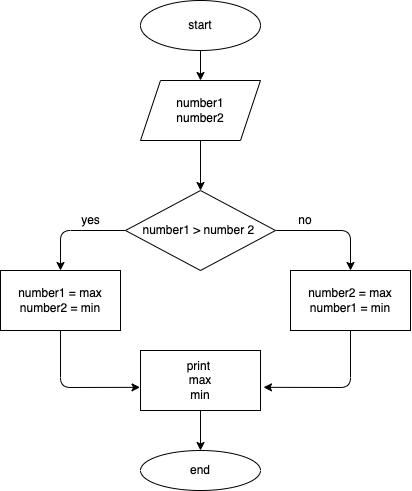 start
number1
number2
number1 > number 2
yes
no
number1 = max
number2 = min
number2 = max
number1 = min
print
max
min
end